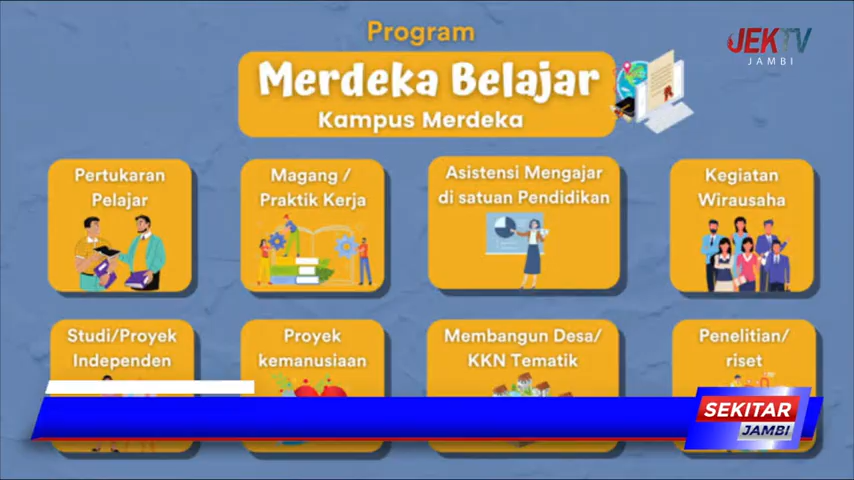 Program
JEKTV
JAMBI
Merdeka Belajar
Kampus Merdeka
Pertukaran
Pelajar
Magang /
Praktik Kerja
Asistensi Mengajar
di satuan Pendidikan
Kegiatan
Wirausaha
Studi/Proyek
Independen
Proyek
kemanusiaan
Membangun Desa/
KKN Tematik
Penelitian/
riset
SEKITAR
JAMBI